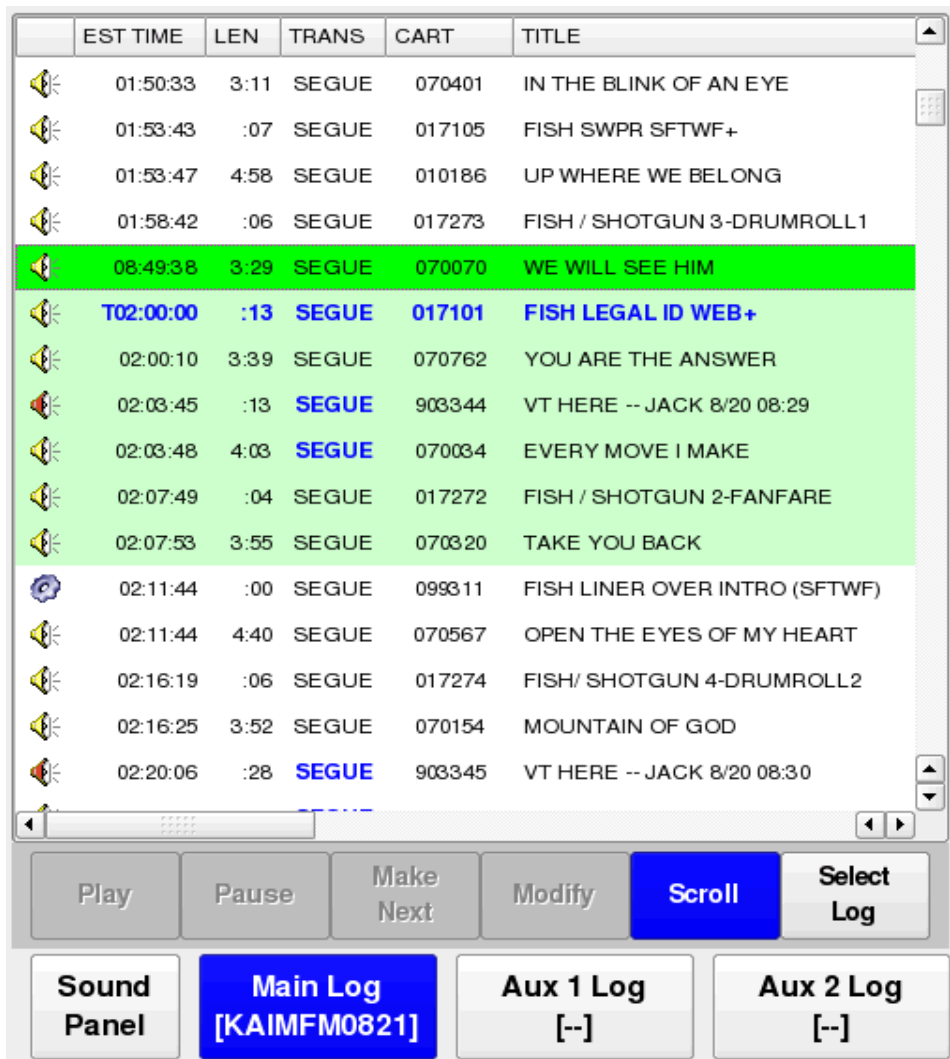 EST TIME LEN TRANS CART TITLE
01:50:33 3:11 SEGUE 070401 IN THE BLINK OF AN EYE
01:53:43 :07 SEGUE 017105 FISH SWPR SFTWF+
01:53:47 4:58 SEGUE 010186 UP WHERE WE BELONG
01:58:42 :06 SEGUE 017273 FISH / SHOTGUN 3-DRUMROLL1
08:49:38 3:29 SEGUE 070070 WE WILL SEE HIM
T02:00:00 :13 SEGUE 017101 FISH LEGAL ID WEB+
02:00:10 3:39 SEGUE 070762 YOU ARE THE ANSWER
02:03:45 :13 SEGUE 903344 VT HERE -- JACK 8/20 08:29
02:03:48 4:03 SEGUE 070034 EVERY MOVE I MAKE
02:07:49 :04 SEGUE 017272 FISH / SHOTGUN 2-FANFARE
02:07:53 3:55 SEGUE 070320 TAKE YOU BACK
02:11:44 :00 SEGUE 099311 FISH LINER OVER INTRO (SFTWF)
02:11:44 4:40 SEGUE 070567 OPEN THE EYES OF MY HEART
02:16:19 :06 SEGUE 017274 FISH/ SHOTGUN 4-DRUMROLL2
02:16:25 3:52 SEGUE 070154 MOUNTAIN OF GOD
02:20:06 :28 SEGUE 903345 VT HERE -- JACK 8/20 08:30
Play Pause Make Next Modify Scroll Select Log
Sound Panel Main Log [KAIMFM0821] Aux 1 Log [--] Aux 2 Log [--]